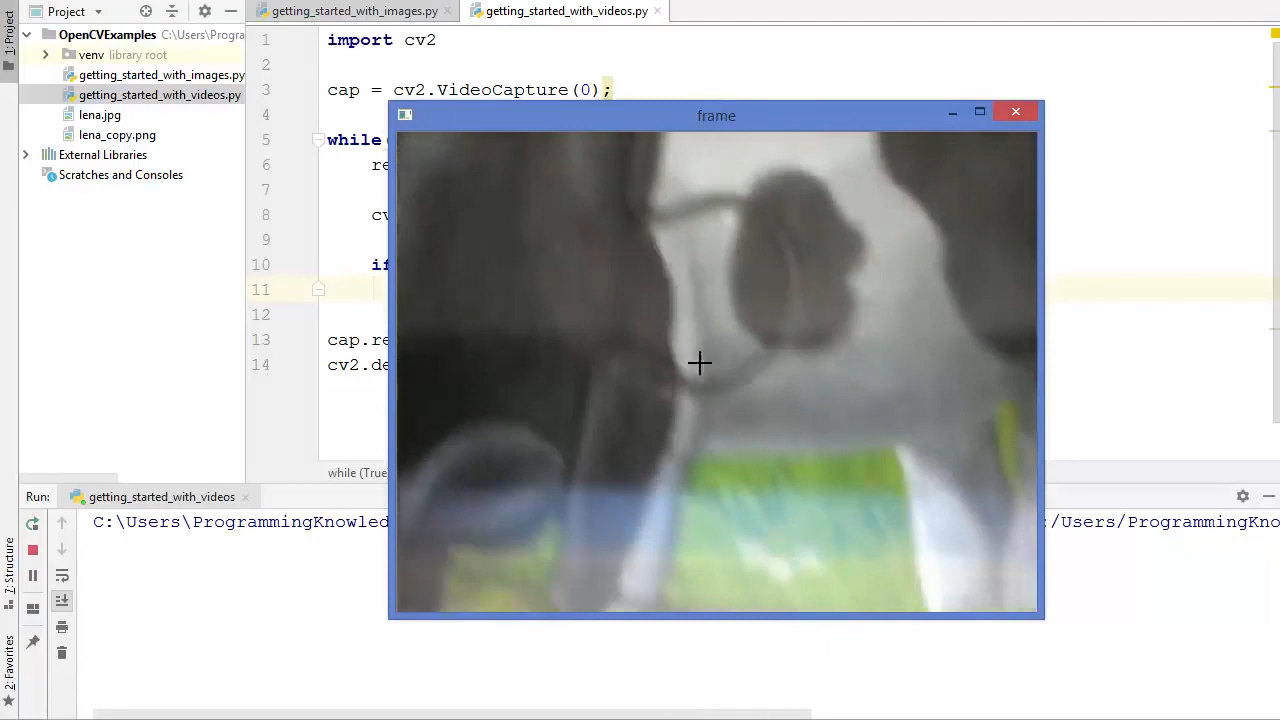 Project
getting_started_with_images.py
getting_started_with_videos.py
1: Project
OpenCVExamples C:\Users\Progra
venv library root
getting_started_with_images.py
getting_started_with_videos.py
lena.jpg
lena_copy.png
External Libraries
Scratches and Consoles
1 import cv2
2
3 cap = cv2.VideoCapture(0);
4
5 while
6 re
7
8 cv
9
10 if
11
12
13 cap.re
14 cv2.de
frame
while (True
Run: getting_started_with_videos
C:\Users\ProgrammingKnowled :/Users/ProgrammingKno
7: Structure
2: Favorites